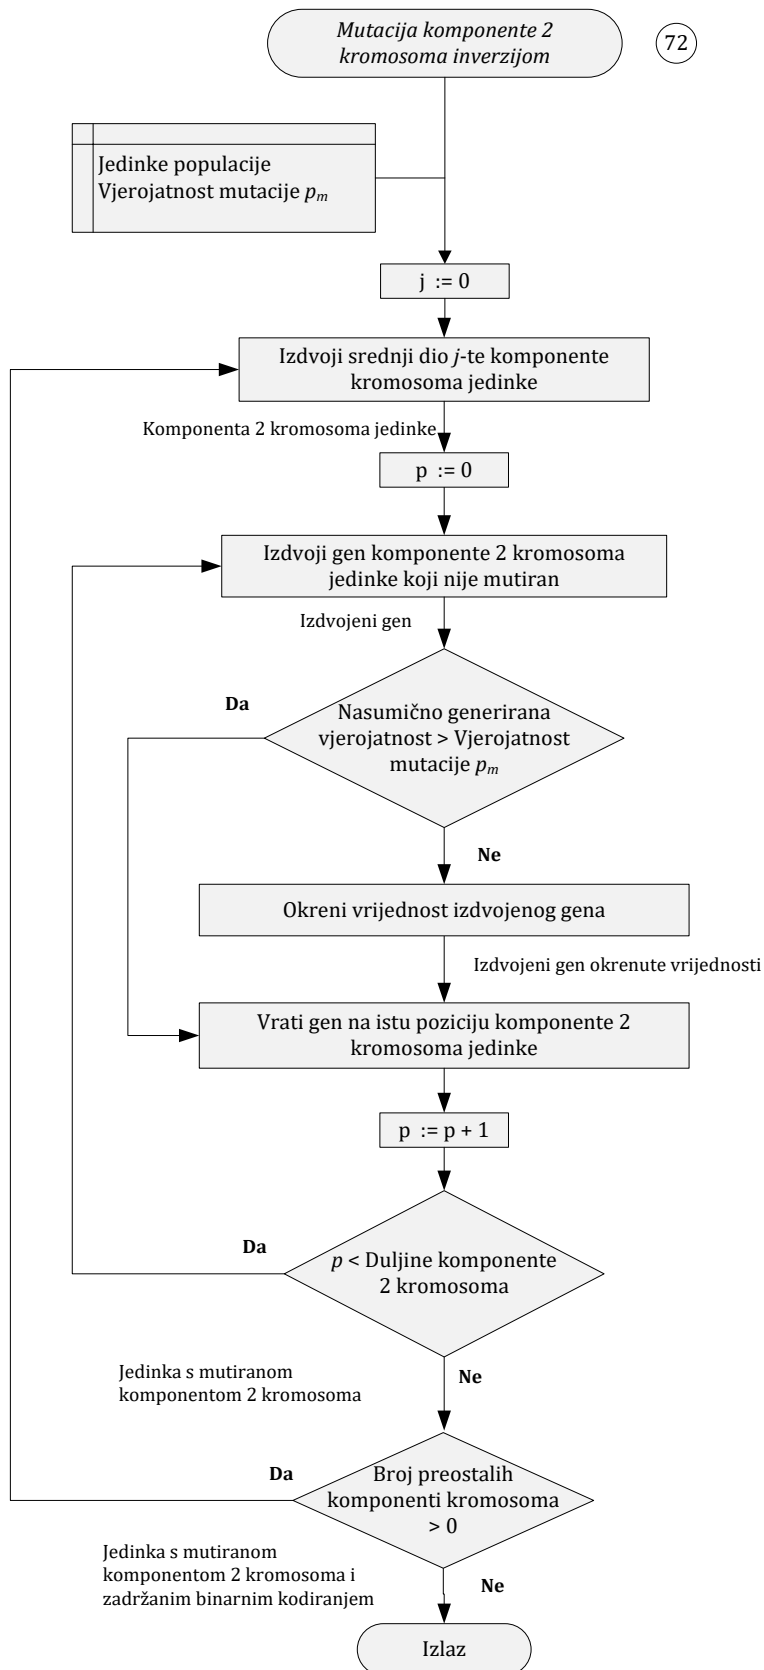 Mutacija komponente 2
kromosoma inverzijom
72
Jedinke populacije
Vjerojatnost mutacije pm
j := 0
Izdvoji srednji dio j-te komponente
kromosoma jedinke
Komponenta 2 kromosoma jedinke
p := 0
Izdvoji gen komponente 2 kromosoma
jedinke koji nije mutiran
Izdvojeni gen
Da
Nasumično generirana
vjerojatnost > Vjerojatnost
mutacije pm
Ne
Okreni vrijednost izdvojenog gena
Izdvojeni gen okrenute vrijednosti
Vrati gen na istu poziciju komponente 2
kromosoma jedinke
p := p + 1
Da
p < Duljine komponente
2 kromosoma
Ne
Jedinka s mutiranom
komponentom 2 kromosoma
Da
Broj preostalih
komponenti kromosoma
> 0
Jedinka s mutiranom
komponentom 2 kromosoma i
zadržanim binarnim kodiranjem
Ne
Izlaz